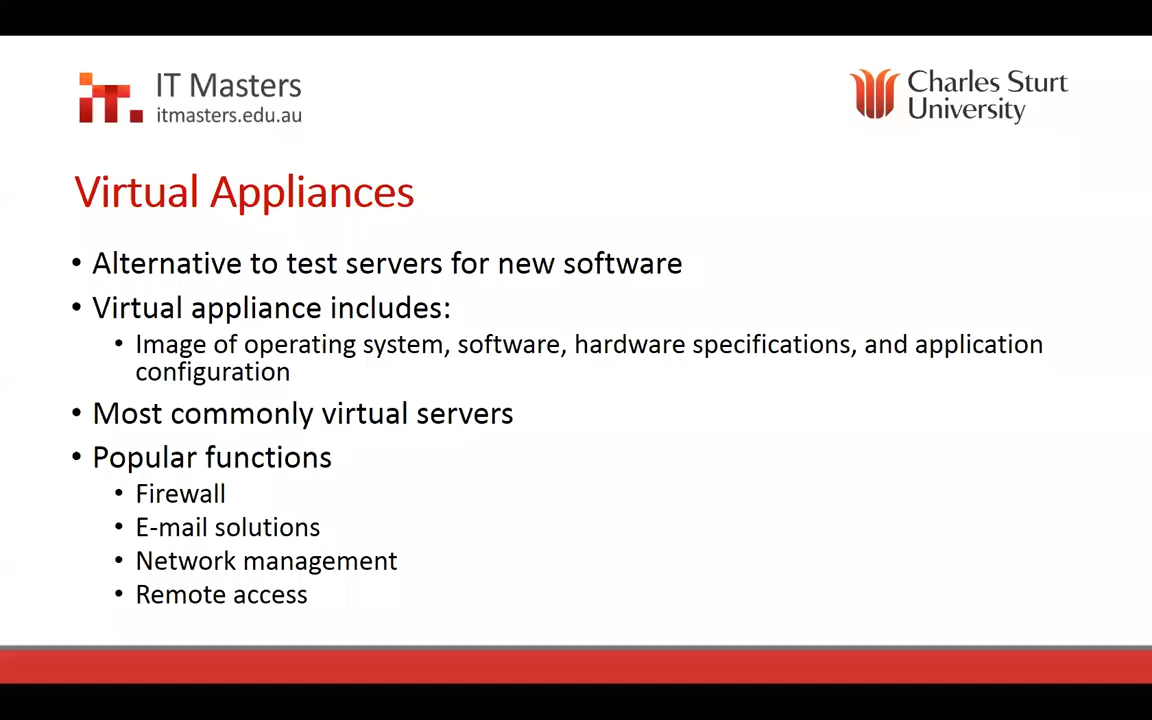 IT Masters
itmasters.edu.au
Charles Sturt
University
Virtual Appliances
• Alternative to test servers for new software
• Virtual appliance includes:
• Image of operating system, software, hardware specifications, and application
configuration
• Most commonly virtual servers
• Popular functions
• Firewall
• E-mail solutions
• Network management
• Remote access